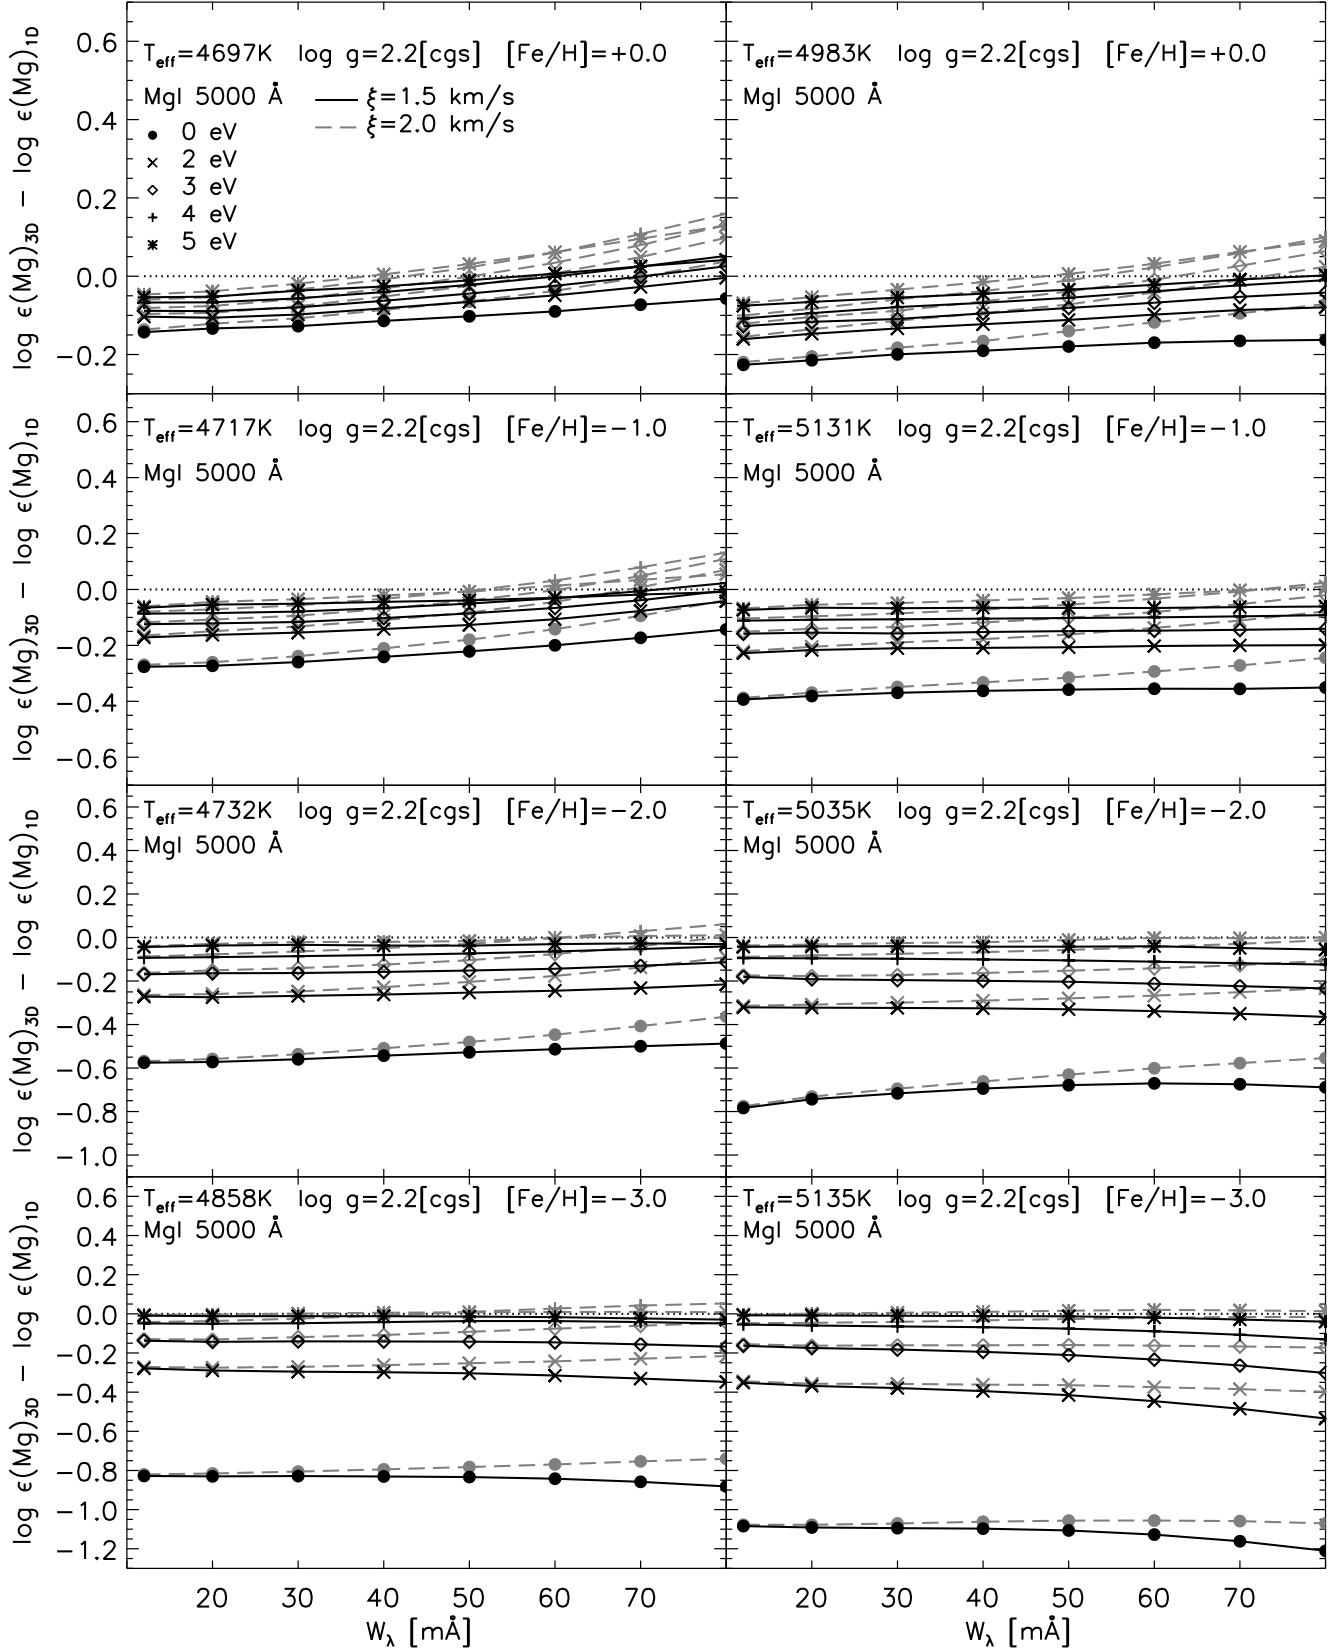 T_eff=4697K log g=2.2[cgs] [Fe/H]=+0.0
MgI 5000 Å
ξ=1.5 km/s
ξ=2.0 km/s
0 eV
2 eV
3 eV
4 eV
5 eV
0.6
0.4
0.2
0.0
−0.2
log ϵ(Mg)_3D − log ϵ(Mg)_1D
T_eff=4983K log g=2.2[cgs] [Fe/H]=+0.0
MgI 5000 Å
T_eff=4717K log g=2.2[cgs] [Fe/H]=−1.0
MgI 5000 Å
0.6
0.4
0.2
0.0
−0.2
−0.4
−0.6
log ϵ(Mg)_3D − log ϵ(Mg)_1D
T_eff=5131K log g=2.2[cgs] [Fe/H]=−1.0
MgI 5000 Å
T_eff=4732K log g=2.2[cgs] [Fe/H]=−2.0
MgI 5000 Å
0.6
0.4
0.2
0.0
−0.2
−0.4
−0.6
−0.8
−1.0
log ϵ(Mg)_3D − log ϵ(Mg)_1D
T_eff=5035K log g=2.2[cgs] [Fe/H]=−2.0
MgI 5000 Å
T_eff=4858K log g=2.2[cgs] [Fe/H]=−3.0
MgI 5000 Å
0.6
0.4
0.2
0.0
−0.2
−0.4
−0.6
−0.8
−1.0
−1.2
log ϵ(Mg)_3D − log ϵ(Mg)_1D
T_eff=5135K log g=2.2[cgs] [Fe/H]=−3.0
MgI 5000 Å
20 30 40 50 60 70
20 30 40 50 60 70
W_λ [mÅ]
W_λ [mÅ]